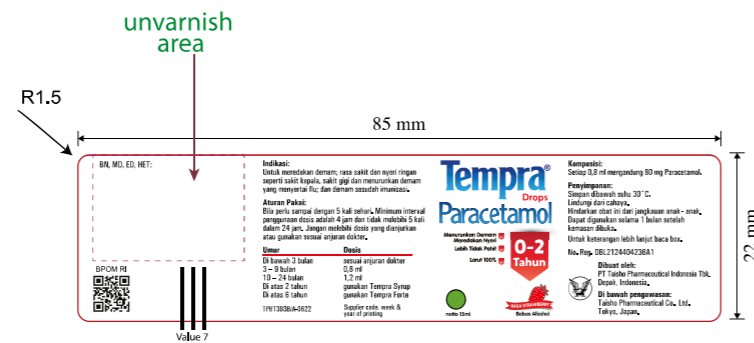 unvarnish
area
R1.5
85 mm
22 mm
BN, MD, ED, HET:
BPOM RI
Value 7
Indikasi:
Untuk meredakan demam; rasa sakit dan nyeri ringan
seperti sakit kepala, sakit gigi dan menurunkan demam
yang menyertai flu; dan demam sesudah imunisasi.
Aturan Pakai:
Bila perlu sampai dengan 5 kali sehari. Minimum interval
penggunaan dosis adalah 4 jam dan tidak melebihi 5 kali
dalam 24 jam. Jangan melebihi dosis yang dianjurkan
atau gunakan sesuai anjuran dokter.
Umur Dosis
Di bawah 3 bulan sesuai anjuran dokter
3 – 9 bulan 0,8 ml
10 – 24 bulan 1,2 ml
Di atas 2 tahun gunakan Tempra Syrup
Di atas 6 tahun gunakan Tempra Forte
Supplier code, week &
year of printing
Tempra®
Drops
Paracetamol
Menurunkan Demam
Meredakan Nyeri
Lebih Tidak Pahit
Larut 100%
0-2
Tahun
netto 15ml
RASA STRAWBERRY
Bebas Alkohol
Komposisi:
Setiap 0,8 ml mengandung 80 mg Paracetamol.
Penyimpanan:
Simpan dibawah suhu 30°C.
Lindungi dari cahaya.
Hindarkan obat ini dari jangkauan anak - anak.
Dapat digunakan selama 1 bulan setelah
kemasan dibuka.
Untuk keterangan lebih lanjut baca box.
No. Reg. DBL2124404236A1
Dibuat oleh:
PT Taisho Pharmaceutical Indonesia Tbk.
Depok, Indonesia.
Di bawah pengawasan:
Taisho Pharmaceutical Co. Ltd.
Tokyo, Japan.